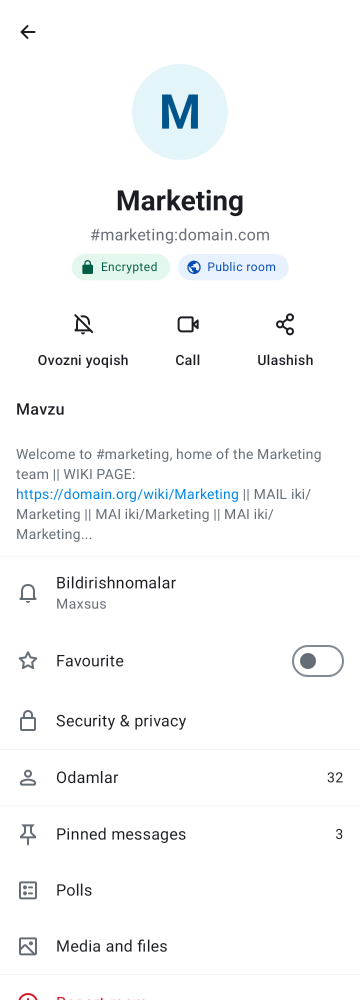 M
Marketing
#marketing:domain.com
Encrypted
Public room
Ovozni yoqish
Call
Ulashish
Mavzu
Welcome to #marketing, home of the Marketing
team || WIKI PAGE:
https://domain.org/wiki/Marketing || MAIL iki/
Marketing || MAI iki/Marketing || MAI iki/
Marketing...
Bildirishnomalar
Maxsus
Favourite
Security & privacy
Odamlar
32
Pinned messages
3
Polls
Media and files
Report room